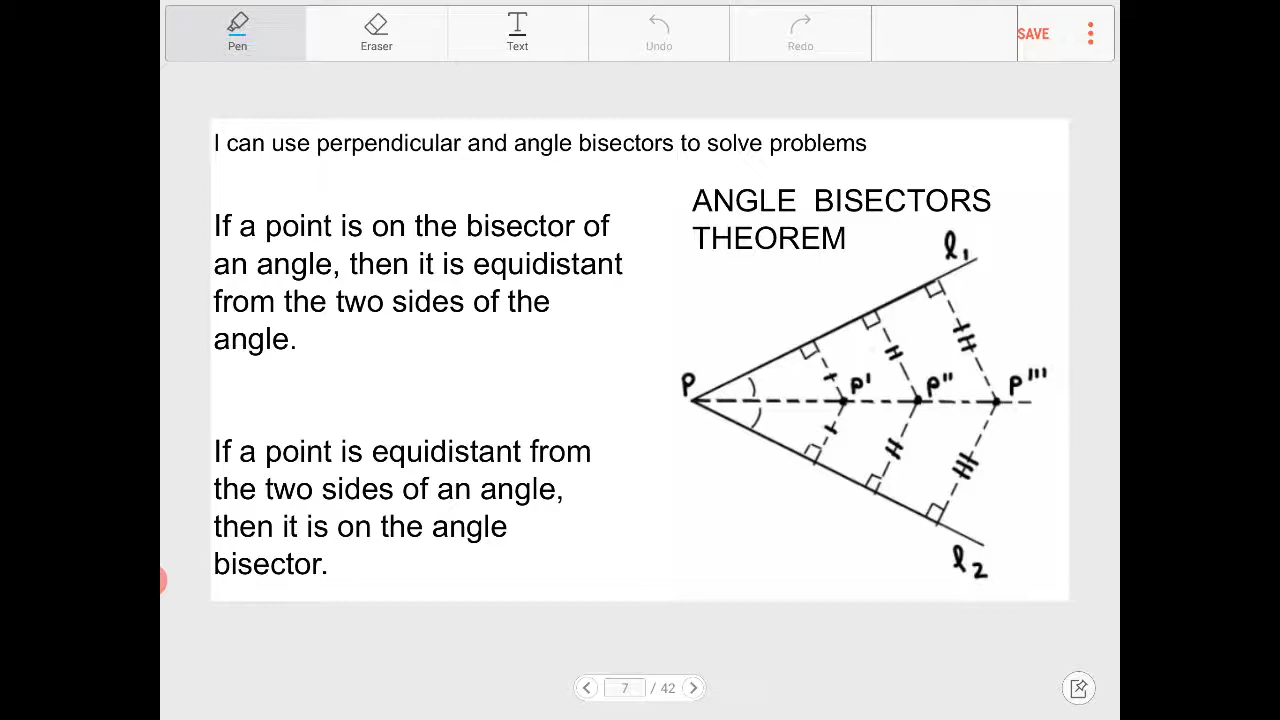 Pen
Eraser
Text
Undo
Redo
SAVE
I can use perpendicular and angle bisectors to solve problems
If a point is on the bisector of
an angle, then it is equidistant
from the two sides of the
angle.
If a point is equidistant from
the two sides of an angle,
then it is on the angle
bisector.
ANGLE BISECTORS
THEOREM
l1
P
P'
P''
P'''
l2
7 / 42